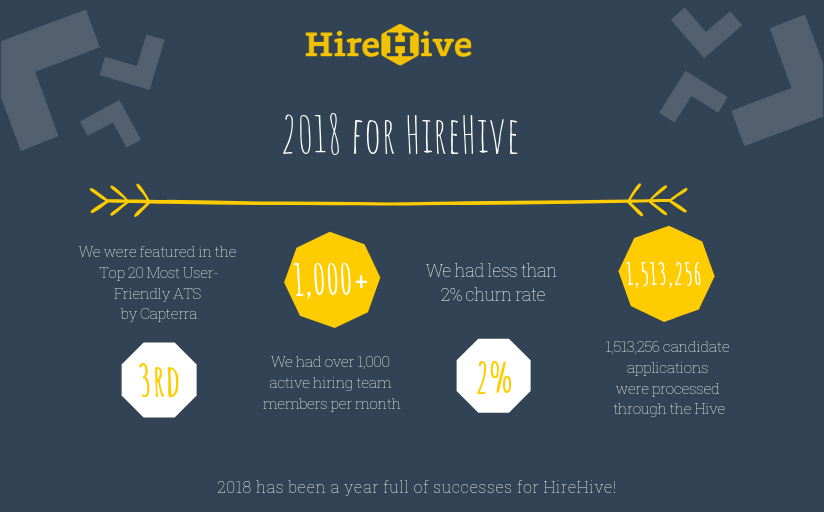 HireHive
2018 for HireHive
We were featured in the
Top 20 Most User-
Friendly ATS
by Capterra
3rd
1,000+
We had over 1,000
active hiring team
members per month
We had less than
2% churn rate
2%
1,513,256
1,513,256 candidate
applications
were processed
through the Hive
2018 has been a year full of successes for HireHive!